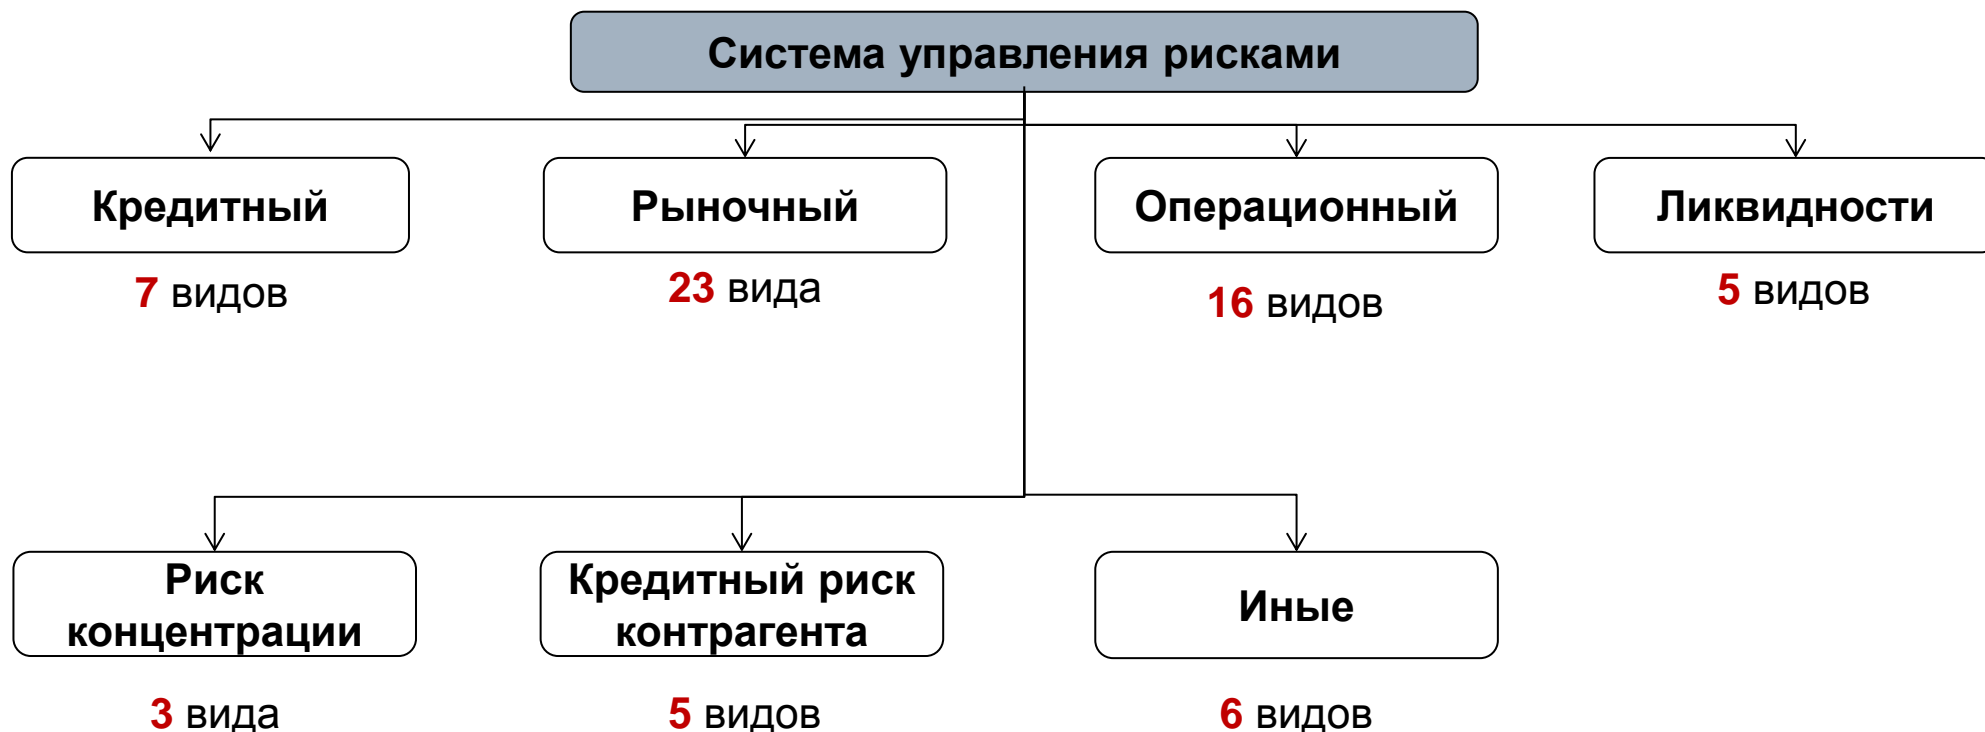 Система управления рисками
Кредитный
Рыночный
Операционный
Ликвидности
7 видов
23 вида
16 видов
5 видов
Риск
концентрации
Кредитный риск
контрагента
Иные
3 вида
5 видов
6 видов